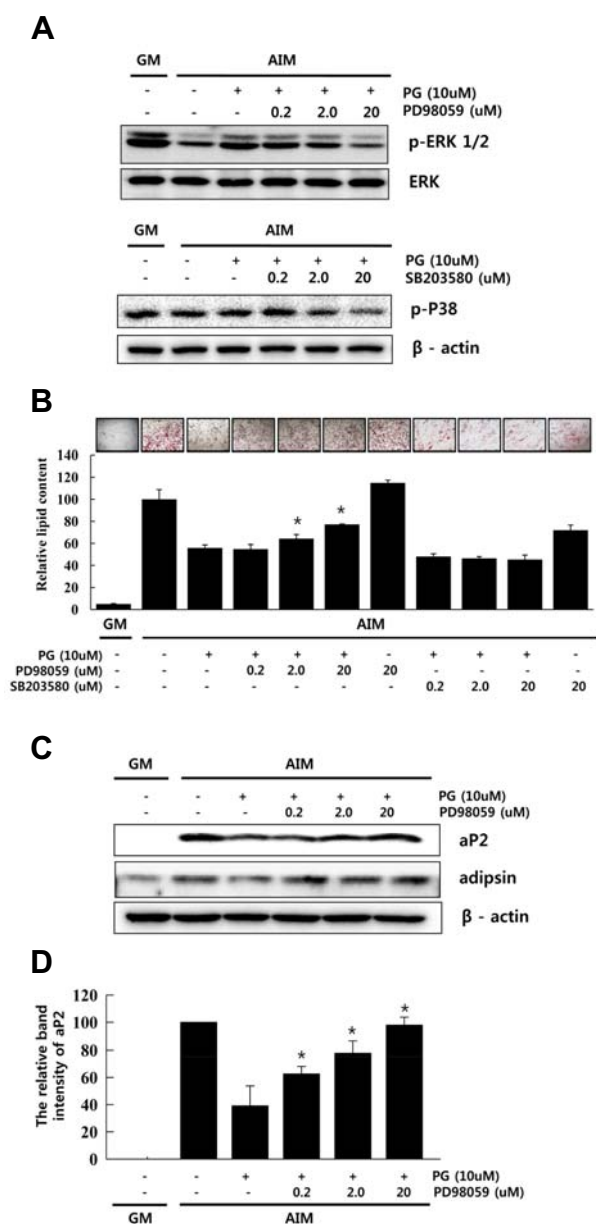 A
GM AIM
- - + + + + PG (10uM)
- - - 0.2 2.0 20 PD98059 (uM)
p-ERK 1/2
ERK
GM AIM
- - + + + + PG (10uM)
- - - 0.2 2.0 20 SB203580 (uM)
p-P38
β - actin
B
Relative lipid content
140
120
100
80
60
40
20
0
* *
GM AIM
PG (10uM) - - + + + + - + + + -
PD98059 (uM) - - - 0.2 2.0 20 20 - - - -
SB203580 (uM) - - - - - - - 0.2 2.0 20 20
C
GM AIM
- - + + + + PG (10uM)
- - - 0.2 2.0 20 PD98059 (uM)
aP2
adipsin
β - actin
D
The relative band
intensity of aP2
120
100
80
60
40
20
0
* * *
- - + + + + PG (10uM)
- - - 0.2 2.0 20 PD98059 (uM)
GM AIM